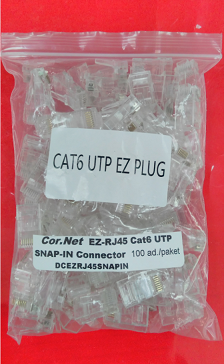 CAT6 UTP EZ PLUG
Cor.Net EZ-RJ45 Cat6 UTP
SNAP-IN Connector 100 ad./paket
DCEZRJ45SNAPIN